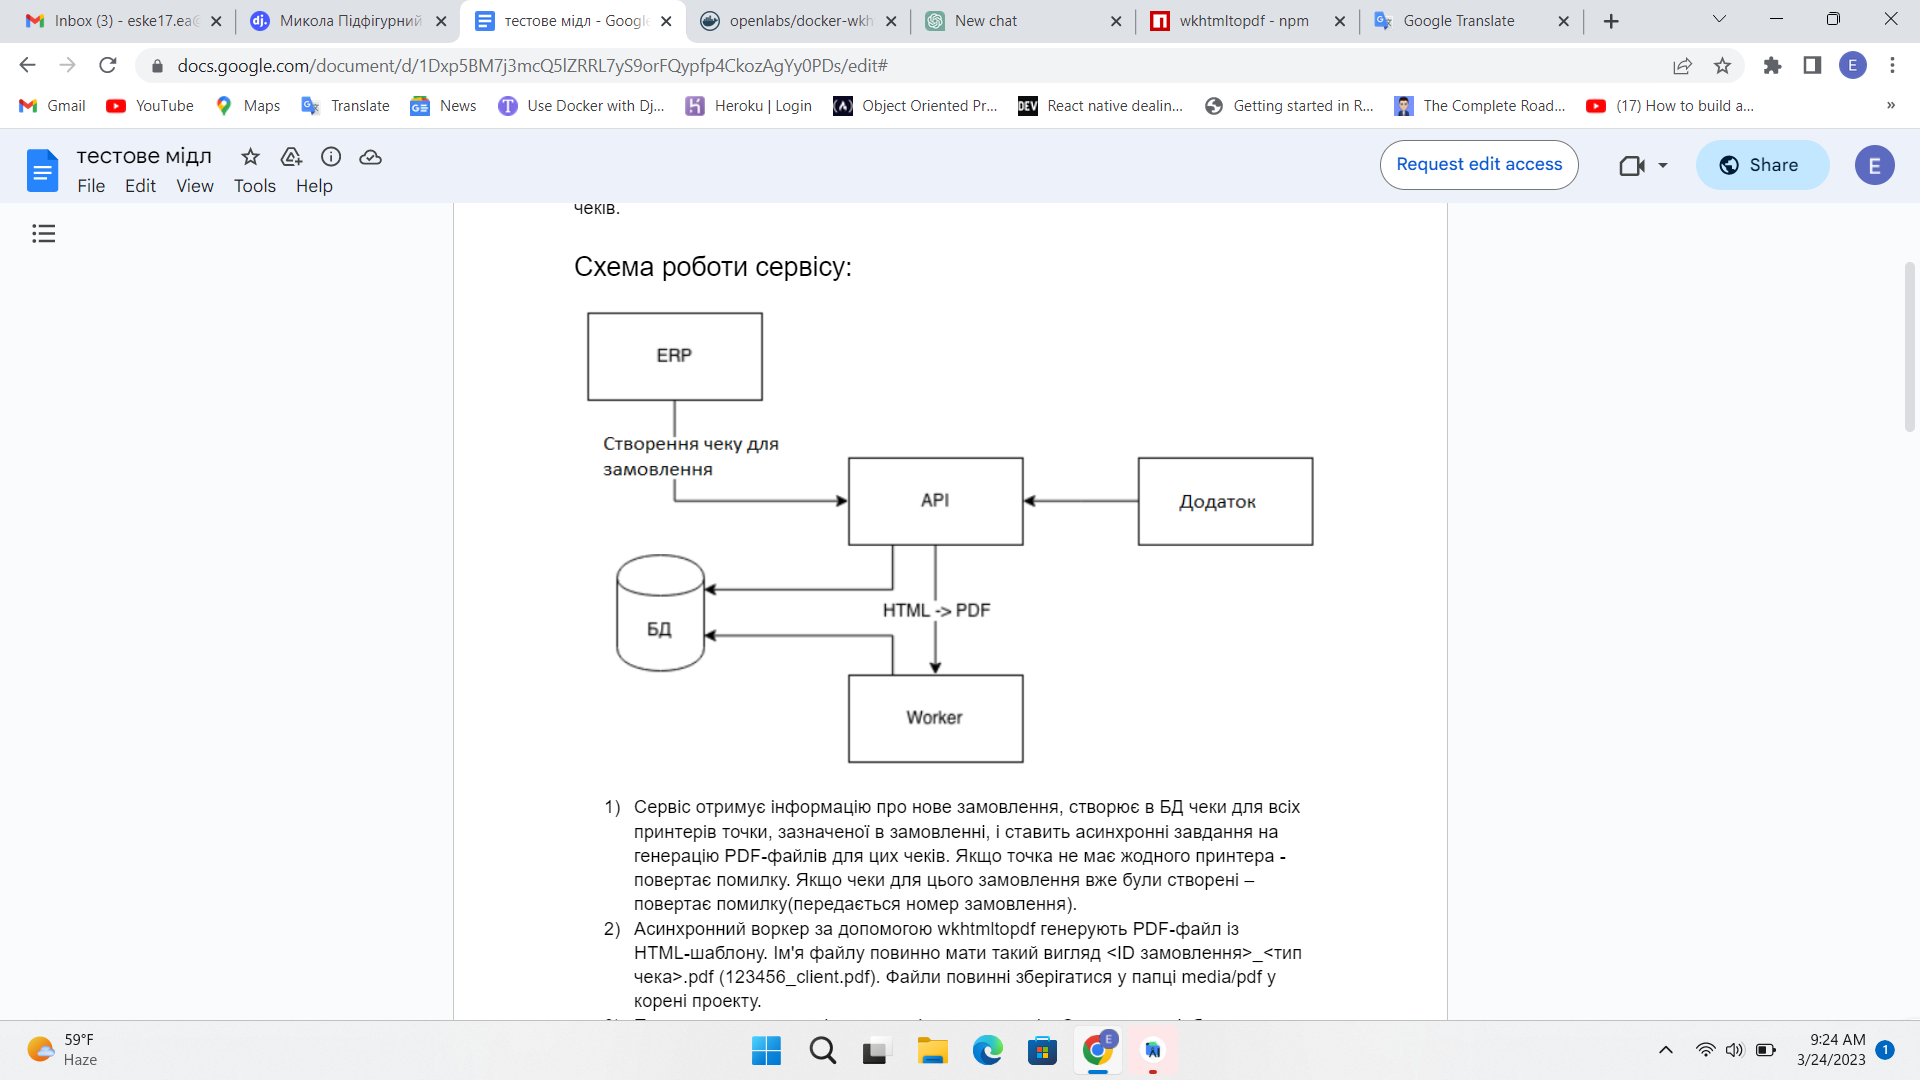 Inbox (3) - eske17.ea
Микола Підфігурний
тестове мідл - Google
openlabs/docker-wkh
New chat
wkhtmltopdf - npm
Google Translate
docs.google.com/document/d/1Dxp5BM7j3mcQ5lZRRL7yS9orFQypfp4CkozAgYy0PDs/edit#
E
Gmail
YouTube
Maps
Translate
News
Use Docker with Dj...
Heroku | Login
Object Oriented Pr...
React native dealin...
Getting started in R...
The Complete Road...
(17) How to build a...
»
тестове мідл
File Edit View Tools Help
Request edit access
Share
E
чеків.
Схема роботи сервісу:
ERP
Створення чеку для
замовлення
API
Додаток
БД
HTML -> PDF
Worker
1) Сервіс отримує інформацію про нове замовлення, створює в БД чеки для всіх
принтерів точки, зазначеної в замовленні, і ставить асинхронні завдання на
генерацію PDF-файлів для цих чеків. Якщо точка не має жодного принтера -
повертає помилку. Якщо чеки для цього замовлення вже були створені –
повертає помилку(передається номер замовлення).
2) Асинхронний воркер за допомогою wkhtmltopdf генерують PDF-файл із
HTML-шаблону. Ім'я файлу повинно мати такий вигляд <ID замовлення>_<тип
чека>.pdf (123456_client.pdf). Файли повинні зберігатися у папці media/pdf у
корені проекту.
59°F
Haze
9:24 AM
3/24/2023
1